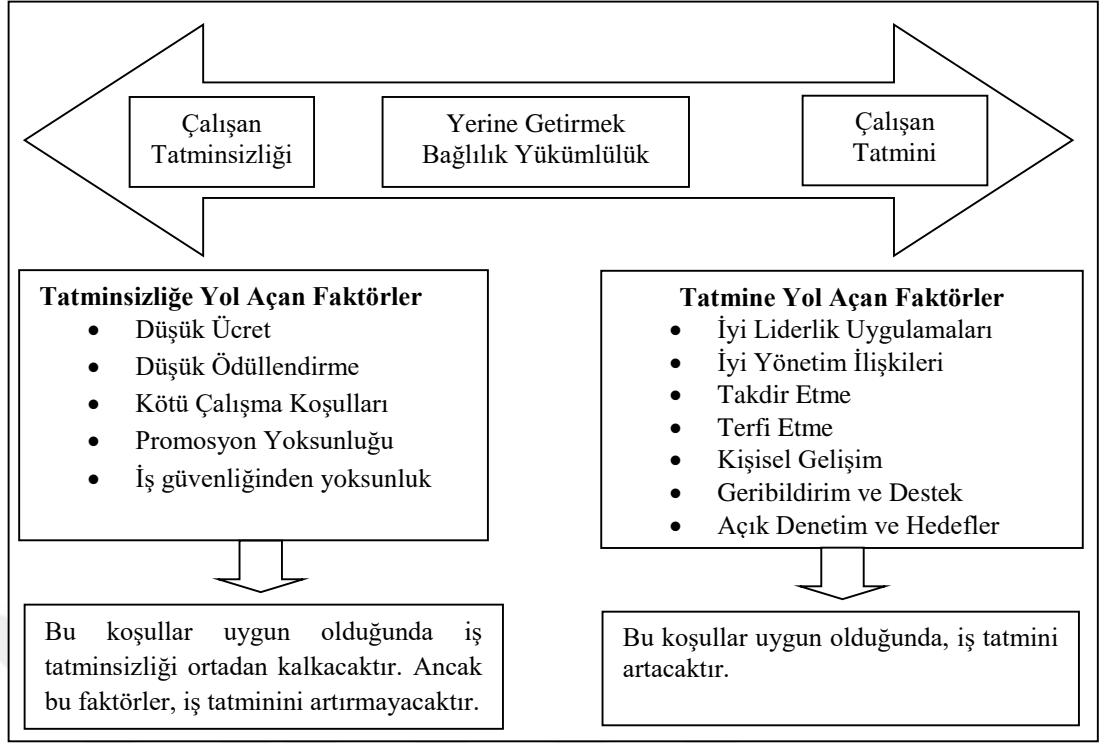 Çalışan
Tatminsizliği
Yerine Getirmek
Bağlılık Yükümlülük
Çalışan
Tatmini
Tatminsizliğe Yol Açan Faktörler
• Düşük Ücret
• Düşük Ödüllendirme
• Kötü Çalışma Koşulları
• Promosyon Yoksunluğu
• İş güvenliğinden yoksunluk
Tatmine Yol Açan Faktörler
• İyi Liderlik Uygulamaları
• İyi Yönetim İlişkileri
• Takdir Etme
• Terfi Etme
• Kişisel Gelişim
• Geribildirim ve Destek
• Açık Denetim ve Hedefler
Bu koşullar uygun olduğunda iş
tatminsizliği ortadan kalkacaktır. Ancak
bu faktörler, iş tatminini artırmayacaktır.
Bu koşullar uygun olduğunda, iş tatmini
artacaktır.